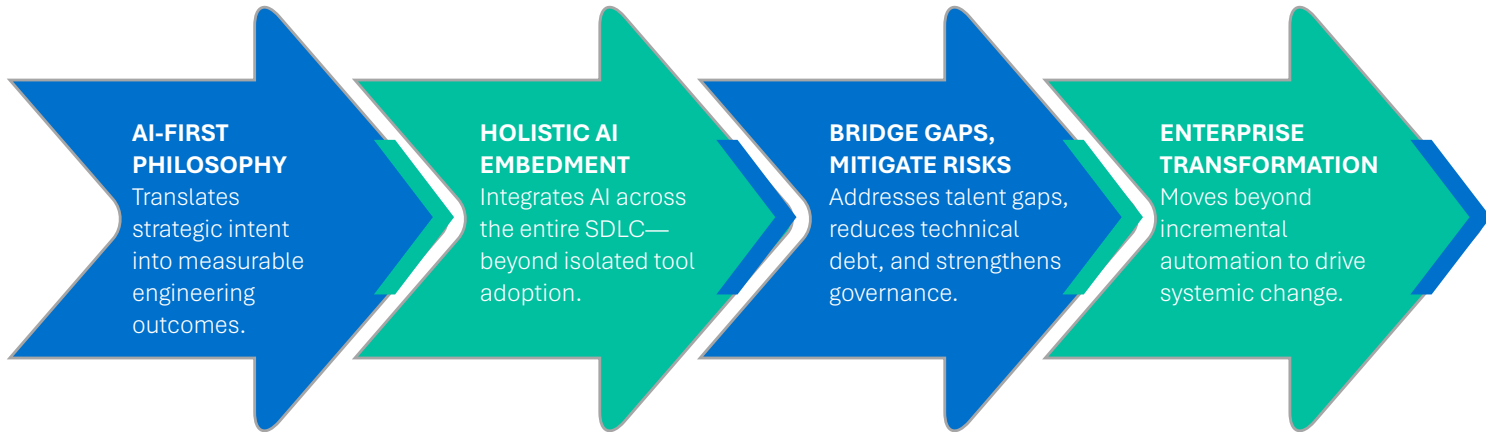 AI-FIRST
PHILOSOPHY
Translates
strategic intent
into measurable
engineering
outcomes.
HOLISTIC AI
EMBEDMENT
Integrates AI across
the entire SDLC—
beyond isolated tool
adoption.
BRIDGE GAPS,
MITIGATE RISKS
Addresses talent gaps,
reduces technical
debt, and strengthens
governance.
ENTERPRISE
TRANSFORMATION
Moves beyond
incremental
automation to drive
systemic change.